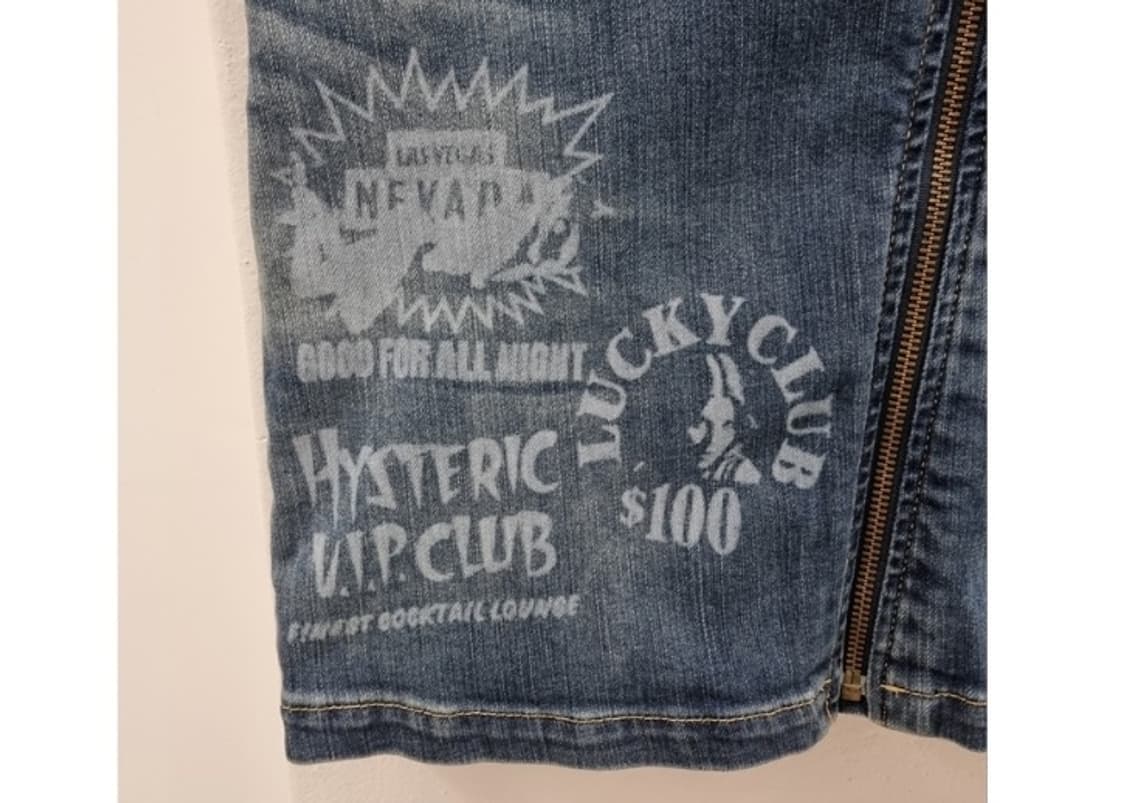 LAS VEGAS
NEVADA
GOOD FOR ALL NIGHT
LUCKY CLUB
$100
HYSTERIC
V.I.P. CLUB
FINEST COCKTAIL LOUNGE